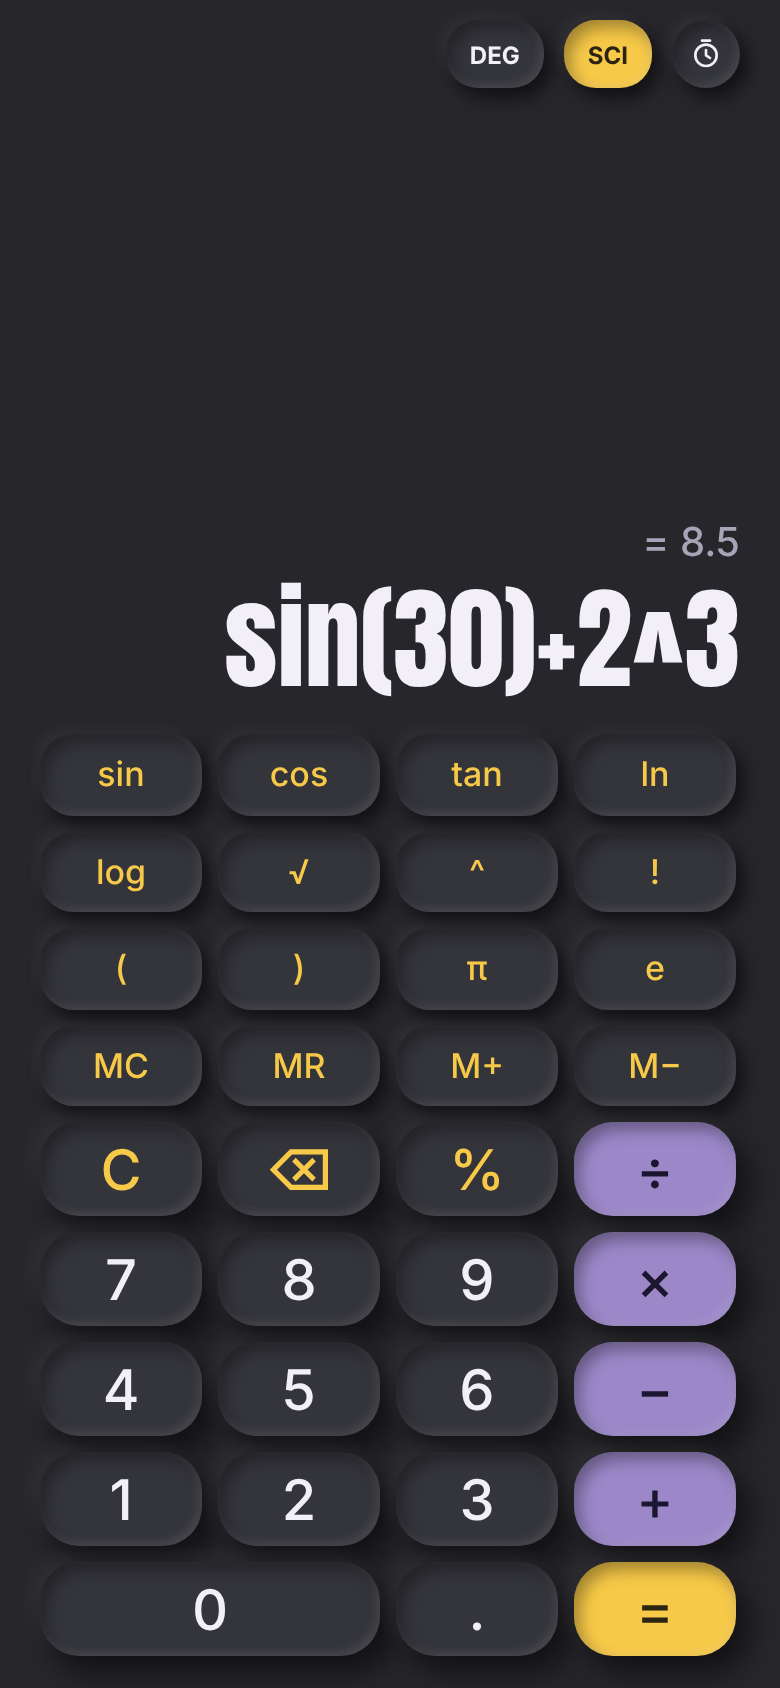 DEG SCI
= 8.5
sin(30)+2^3
sin cos tan ln
log √ ^ !
( ) π e
MC MR M+ M−
C % ÷
7 8 9 ×
4 5 6 −
1 2 3 +
0 . =